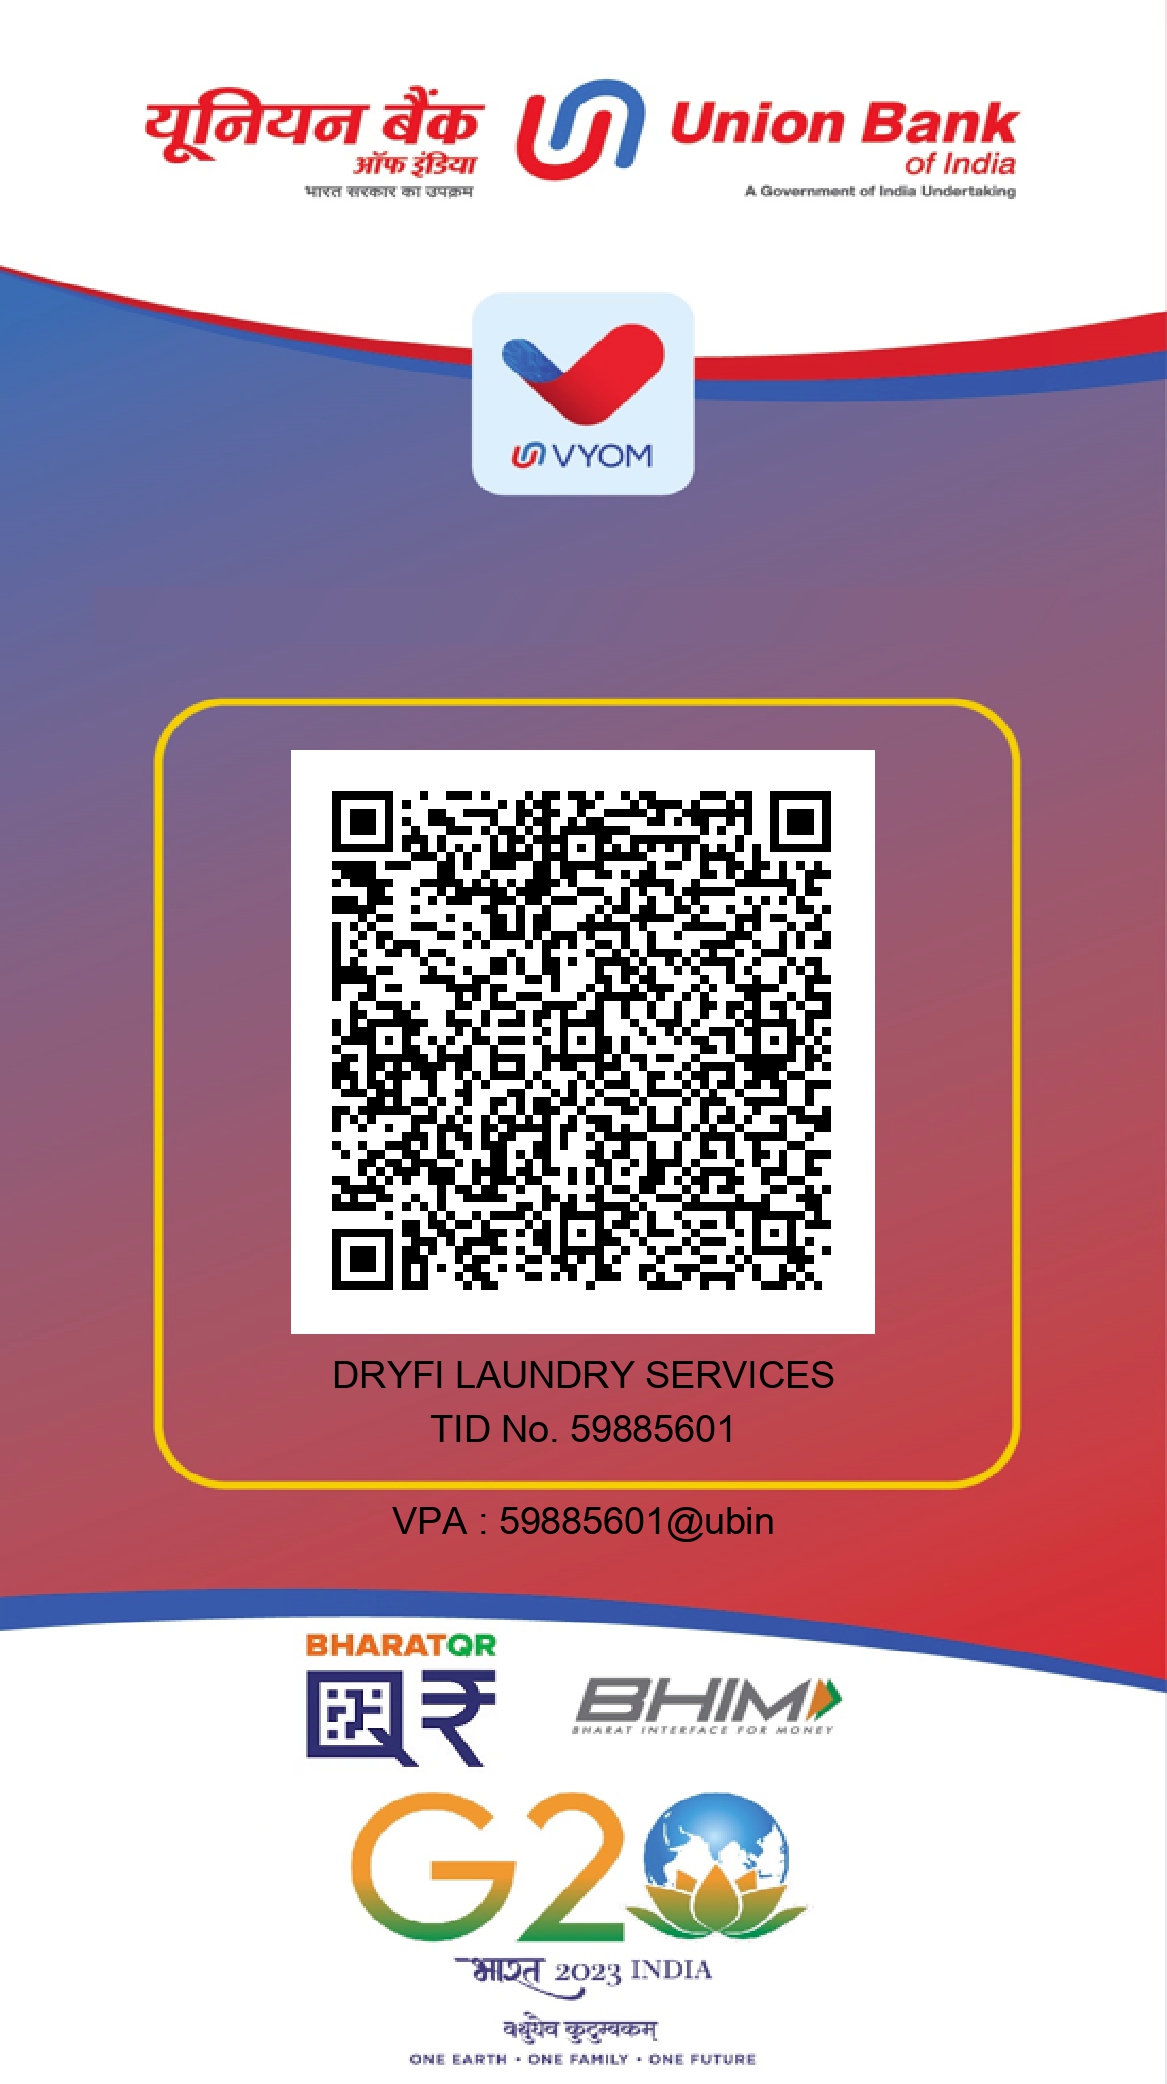 यूनियन बैंक
ऑफ इंडिया
भारत सरकार का उपक्रम
Union Bank
of India
A Government of India Undertaking
VYOM
DRYFI LAUNDRY SERVICES
TID No. 59885601
VPA : 59885601@ubin
BHARATQR
BHIM
BHARAT INTERFACE FOR MONEY
G20
भारत 2023 INDIA
वसुधैव कुटुम्बकम्
ONE EARTH • ONE FAMILY • ONE FUTURE